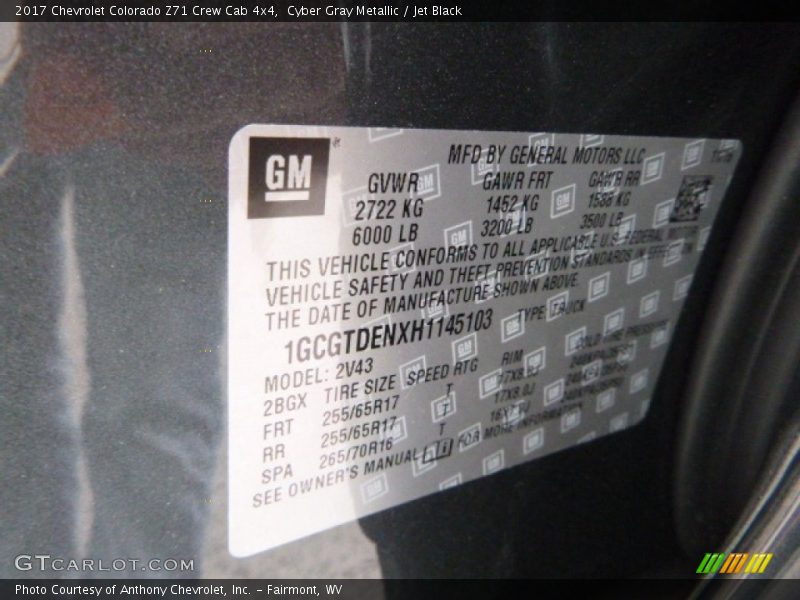 2017 Chevrolet Colorado Z71 Crew Cab 4x4, Cyber Gray Metallic / Jet Black
GM
MFD BY GENERAL MOTORS LLC
GVWR GAWR FRT GAWR RR
2722 KG 1452 KG 1588 KG
6000 LB 3200 LB 3500 LB
THIS VEHICLE CONFORMS TO ALL APPLICABLE U.S. FEDERAL MOTOR
VEHICLE SAFETY AND THEFT PREVENTION STANDARDS IN EFFECT ON
THE DATE OF MANUFACTURE SHOWN ABOVE.
1GCGTDENXH1145103 TYPE: TRUCK
MODEL: 2V43
2BGX TIRE SIZE SPEED RTG RIM COLD TIRE PRESSURE
FRT 255/65R17 T 17X8.0J
RR 255/65R17 T 17X8.0J
SPA 265/70R16 T
SEE OWNER'S MANUAL FOR MORE INFORMATION
GTCARLOT.COM
Photo Courtesy of Anthony Chevrolet, Inc. – Fairmont, WV